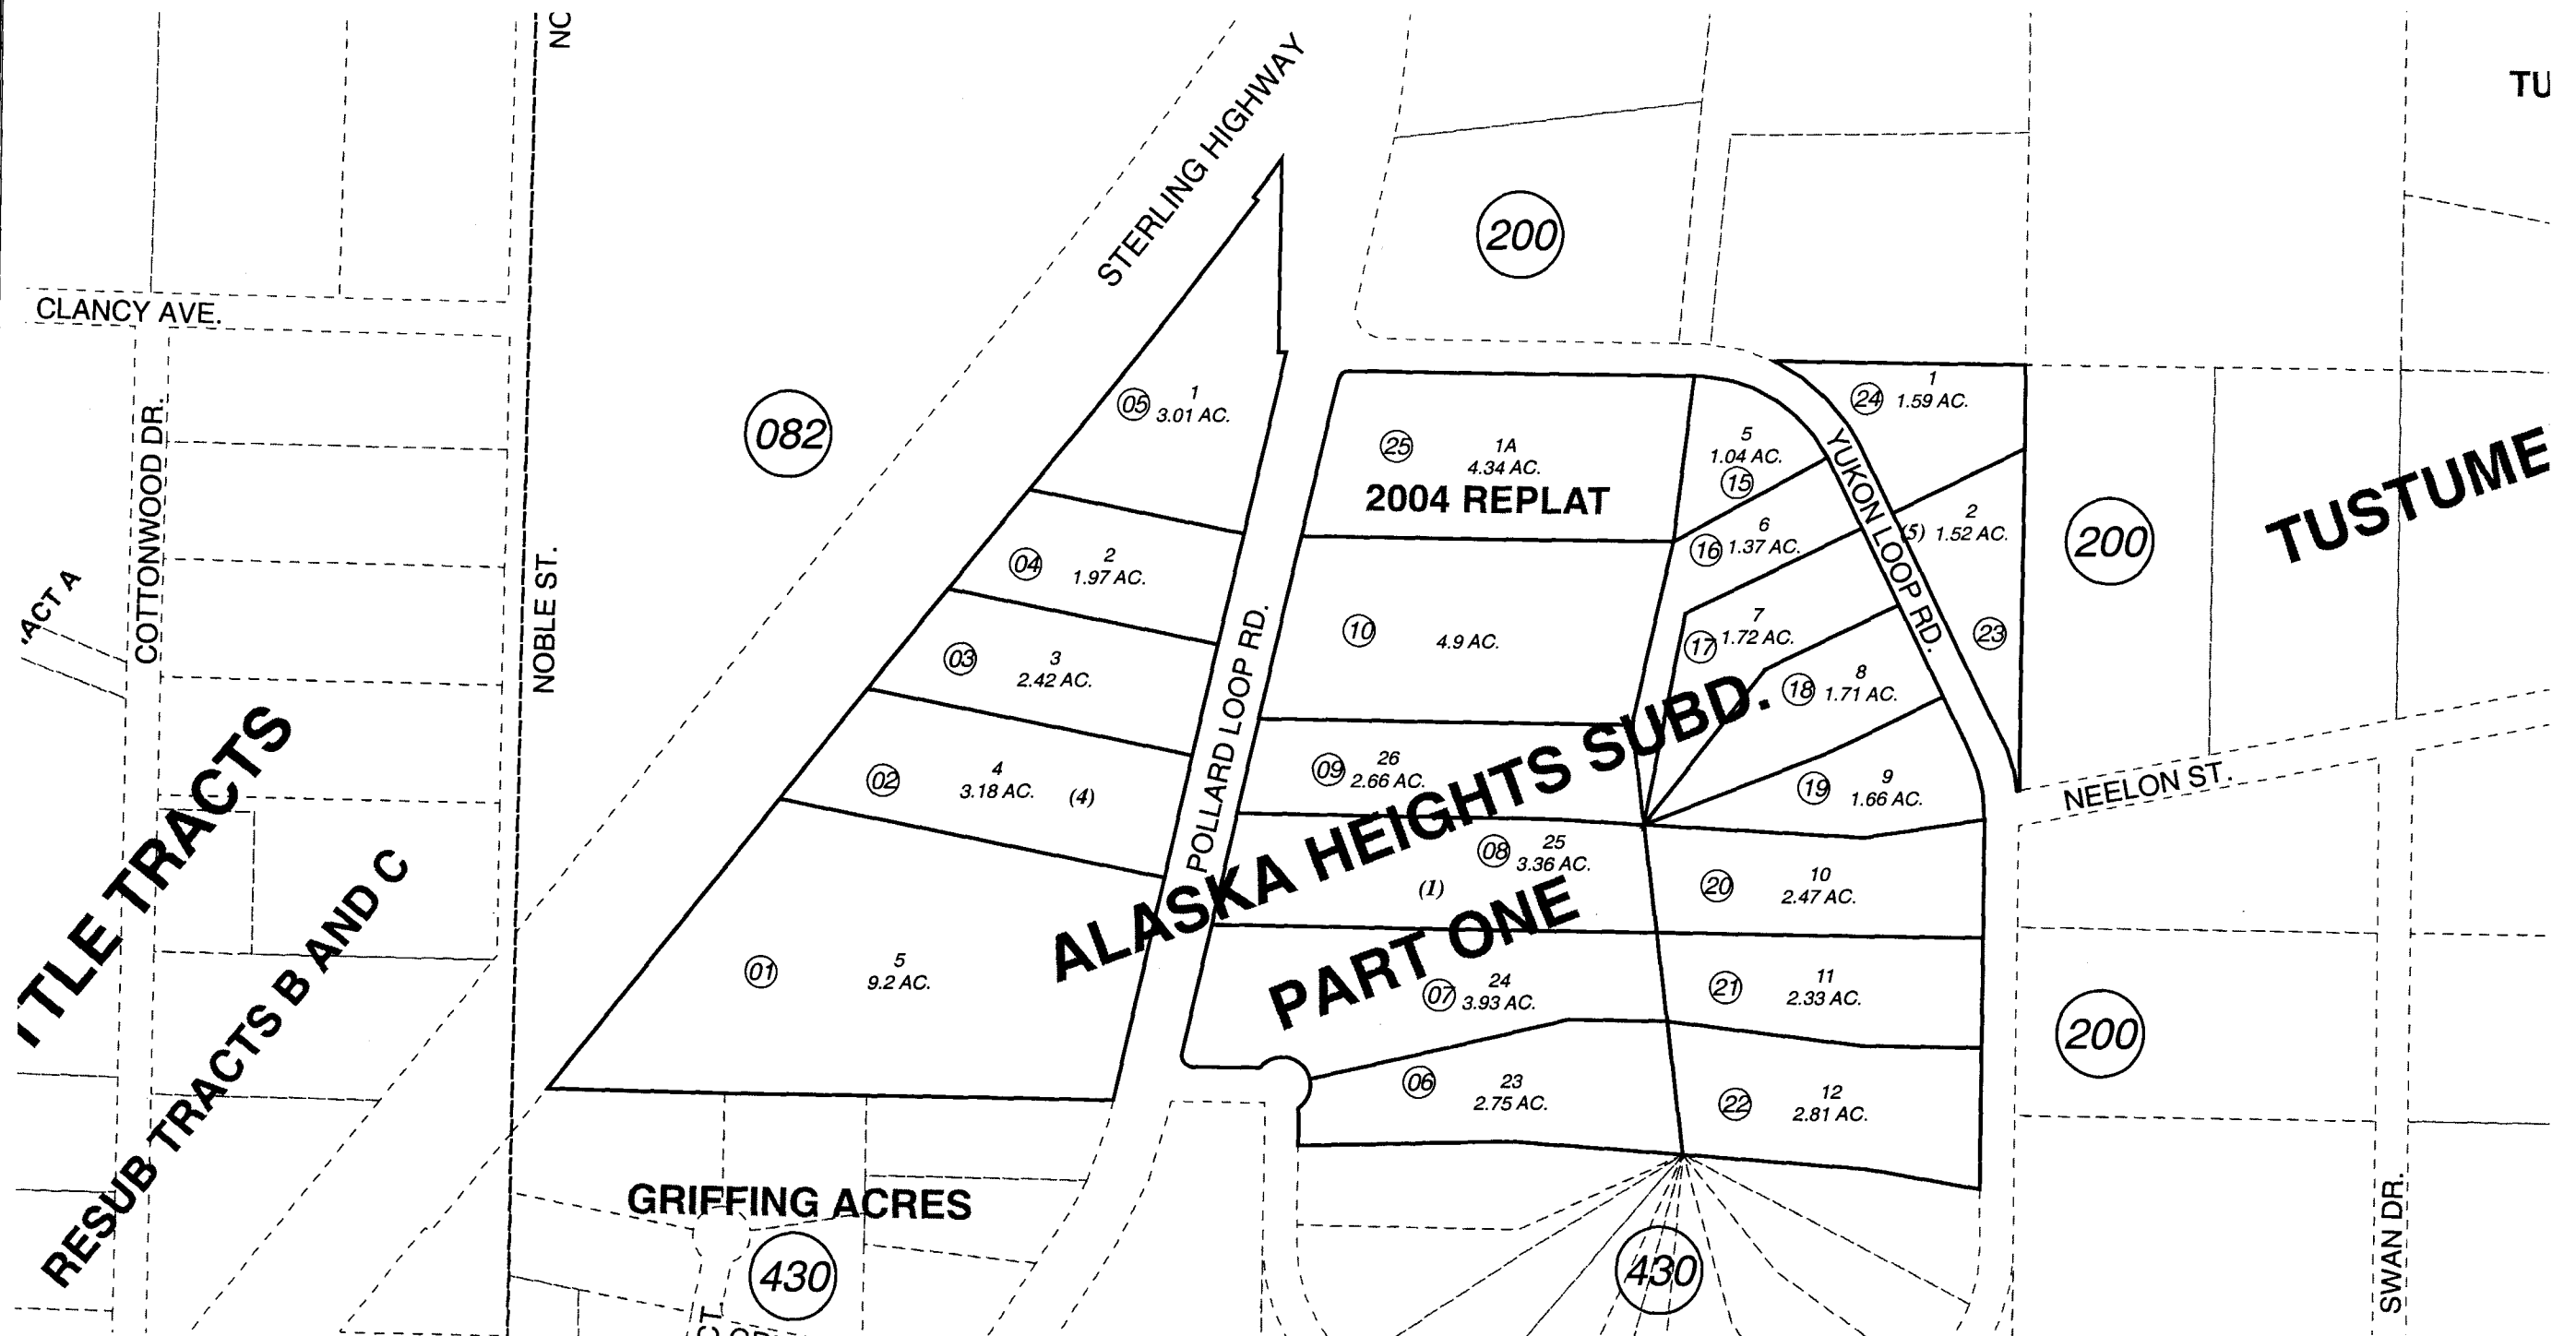 NO
STERLING HIGHWAY
TU
200
CLANCY AVE.
COTTONWOOD DR.
NOBLE ST.
082
05
1
3.01 AC.
04
2
1.97 AC.
03
3
2.42 AC.
02
4
3.18 AC.
(4)
01
5
9.2 AC.
POLLARD LOOP RD.
25
1A
4.34 AC.
2004 REPLAT
10
4.9 AC.
09
26
2.66 AC.
08
25
3.36 AC.
(1)
07
24
3.93 AC.
06
23
2.75 AC.
5
1.04 AC.
15
6
16
1.37 AC.
7
17
1.72 AC.
8
18
1.71 AC.
9
19
1.66 AC.
10
20
2.47 AC.
11
21
2.33 AC.
12
22
2.81 AC.
YUKON LOOP RD.
1
24
1.59 AC.
2
(5)
1.52 AC.
23
ALASKA HEIGHTS SUBD.
PART ONE
200
TUSTUME
NEELON ST.
200
SWAN DR.
ACT A
TLE TRACTS
RESUB TRACTS B AND C
GRIFFING ACRES
430
430
CT